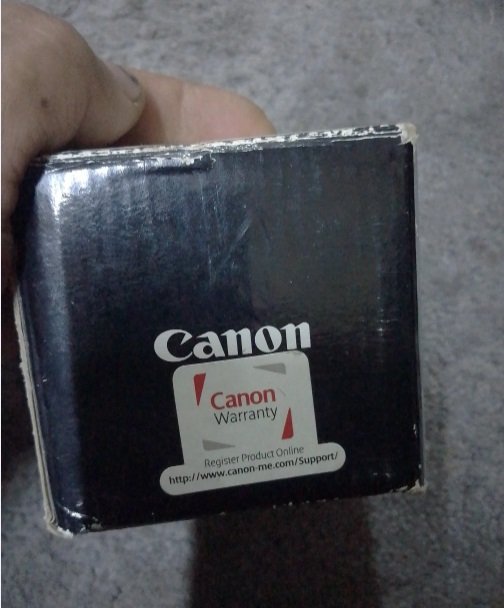 Canon
Canon
Warranty
Register Product Online
http://www.canon-me.com/Support/